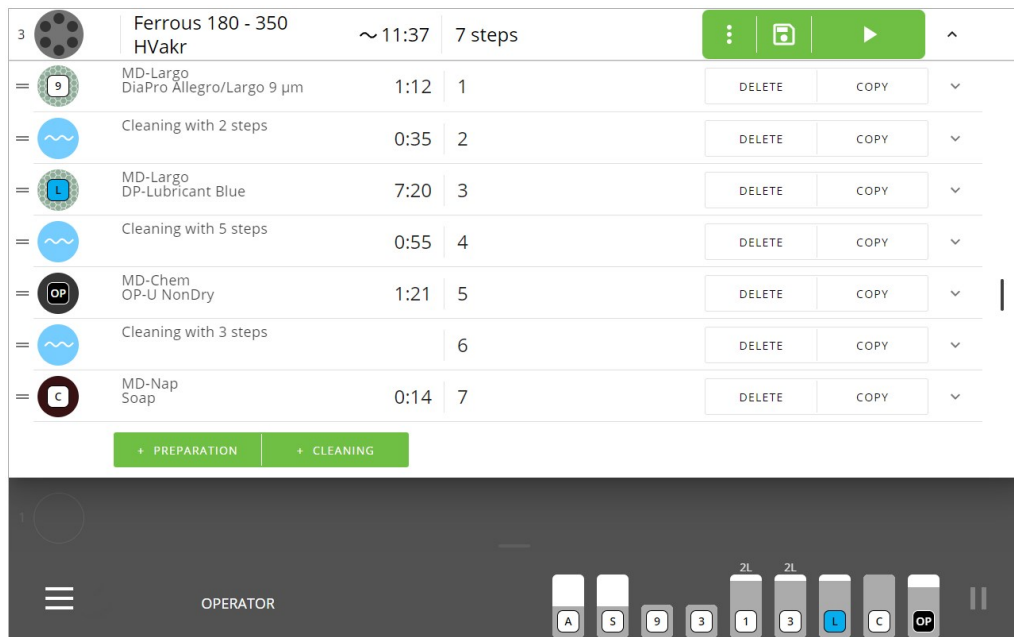 3 Ferrous 180 - 350 HVakr ~ 11:37 7 steps
9 MD-Largo DiaPro Allegro/Largo 9 µm 1:12 1 DELETE COPY
Cleaning with 2 steps 0:35 2 DELETE COPY
L MD-Largo DP-Lubricant Blue 7:20 3 DELETE COPY
Cleaning with 5 steps 0:55 4 DELETE COPY
OP MD-Chem OP-U NonDry 1:21 5 DELETE COPY
Cleaning with 3 steps 6 DELETE COPY
C MD-Nap Soap 0:14 7 DELETE COPY
+ PREPARATION + CLEANING
1
2L 2L
OPERATOR A S 9 3 1 3 L C OP